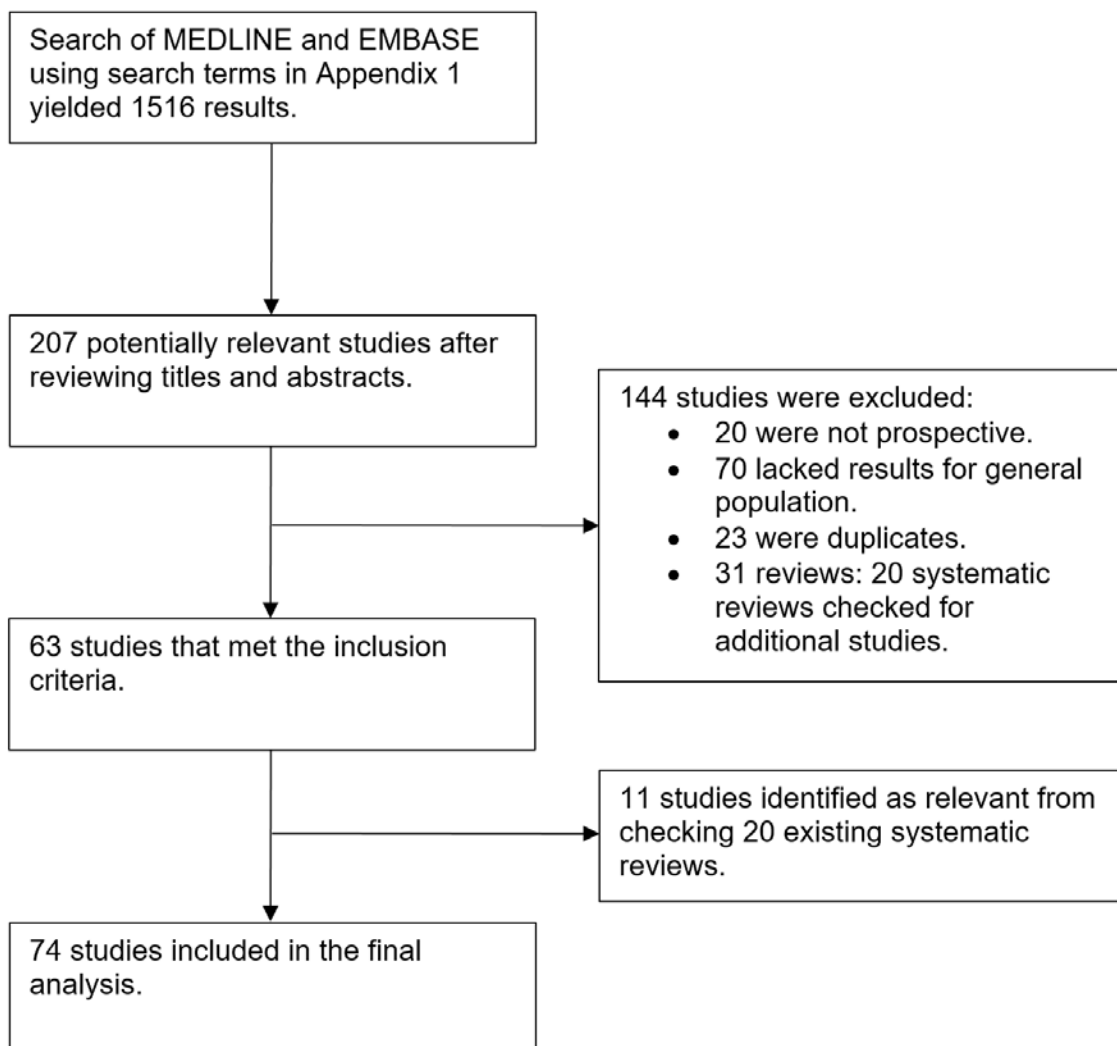 Search of MEDLINE and EMBASE
using search terms in Appendix 1
yielded 1516 results.
207 potentially relevant studies after
reviewing titles and abstracts.
144 studies were excluded:
• 20 were not prospective.
• 70 lacked results for general
population.
• 23 were duplicates.
• 31 reviews: 20 systematic
reviews checked for
additional studies.
63 studies that met the inclusion
criteria.
11 studies identified as relevant from
checking 20 existing systematic
reviews.
74 studies included in the final
analysis.